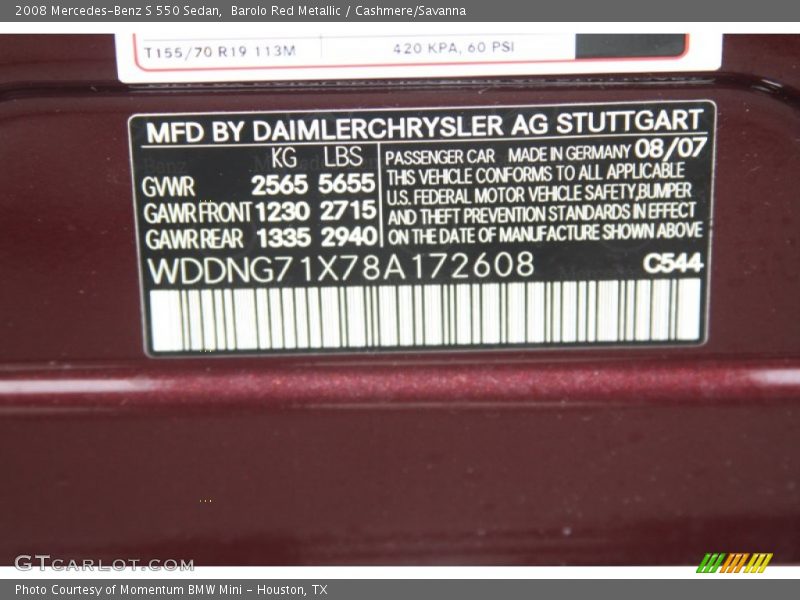 2008 Mercedes-Benz S 550 Sedan, Barolo Red Metallic / Cashmere/Savanna
T155/70 R19 113M 420 KPA, 60 PSI
MFD BY DAIMLERCHRYSLER AG STUTTGART
KG LBS
GVWR 2565 5655
GAWR FRONT 1230 2715
GAWR REAR 1335 2940
PASSENGER CAR MADE IN GERMANY 08/07
THIS VEHICLE CONFORMS TO ALL APPLICABLE
U.S. FEDERAL MOTOR VEHICLE SAFETY, BUMPER
AND THEFT PREVENTION STANDARDS IN EFFECT
ON THE DATE OF MANUFACTURE SHOWN ABOVE
WDDNG71X78A172608 C544
GTcarlot.com
Photo Courtesy of Momentum BMW Mini - Houston, TX